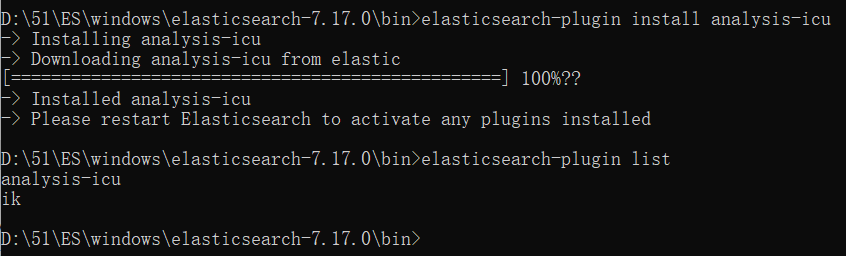 D:\51\ES\windows\elasticsearch-7.17.0\bin>elasticsearch-plugin install analysis-icu
-> Installing analysis-icu
-> Downloading analysis-icu from elastic
[=================================================] 100%??
-> Installed analysis-icu
-> Please restart Elasticsearch to activate any plugins installed
D:\51\ES\windows\elasticsearch-7.17.0\bin>elasticsearch-plugin list
analysis-icu
ik
D:\51\ES\windows\elasticsearch-7.17.0\bin>